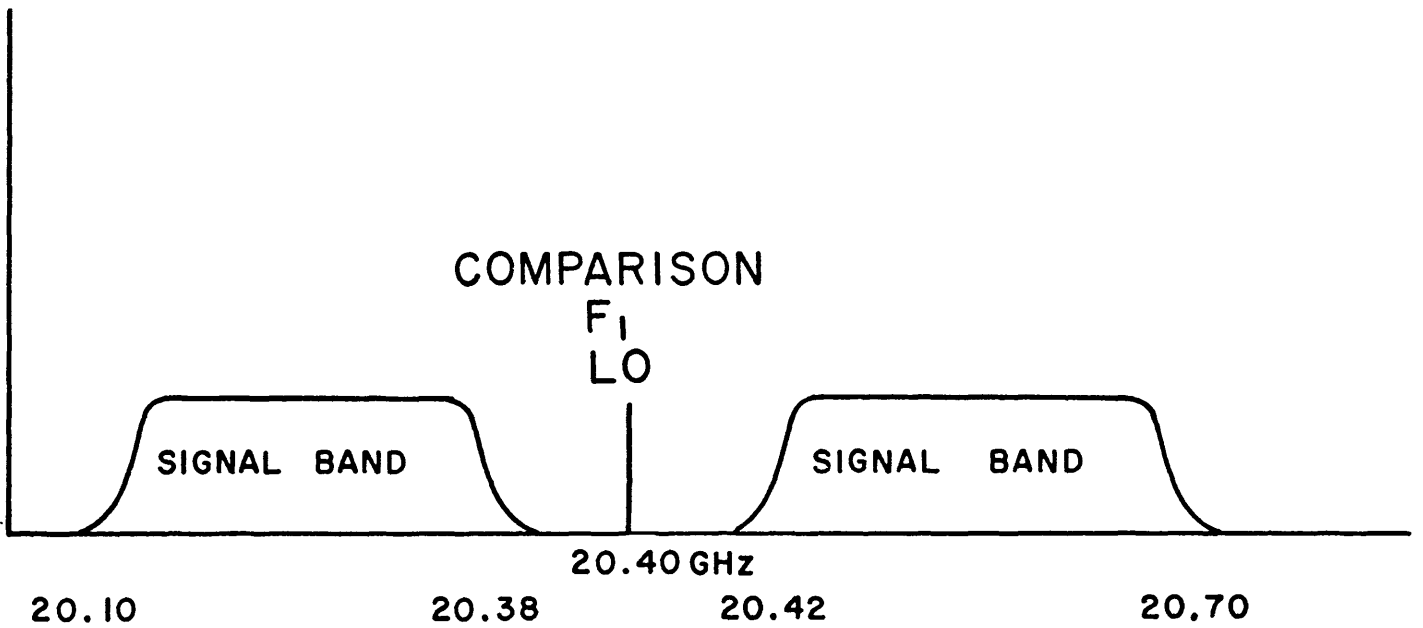 COMPARISON
F1
LO
SIGNAL BAND SIGNAL BAND
20.40 GHz
20.10 20.38 20.42 20.70